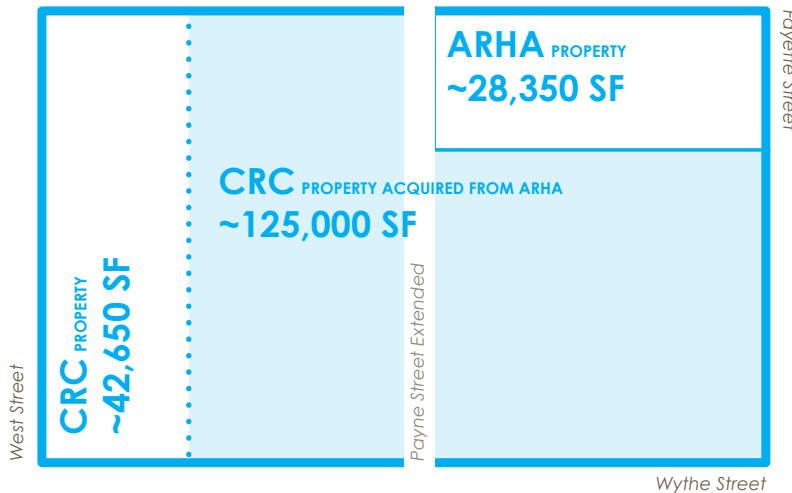 ARHA PROPERTY
~28,350 SF
Fayette Street
CRC PROPERTY ACQUIRED FROM ARHA
~125,000 SF
CRC PROPERTY
~42,650 SF
West Street
Payne Street Extended
Wythe Street